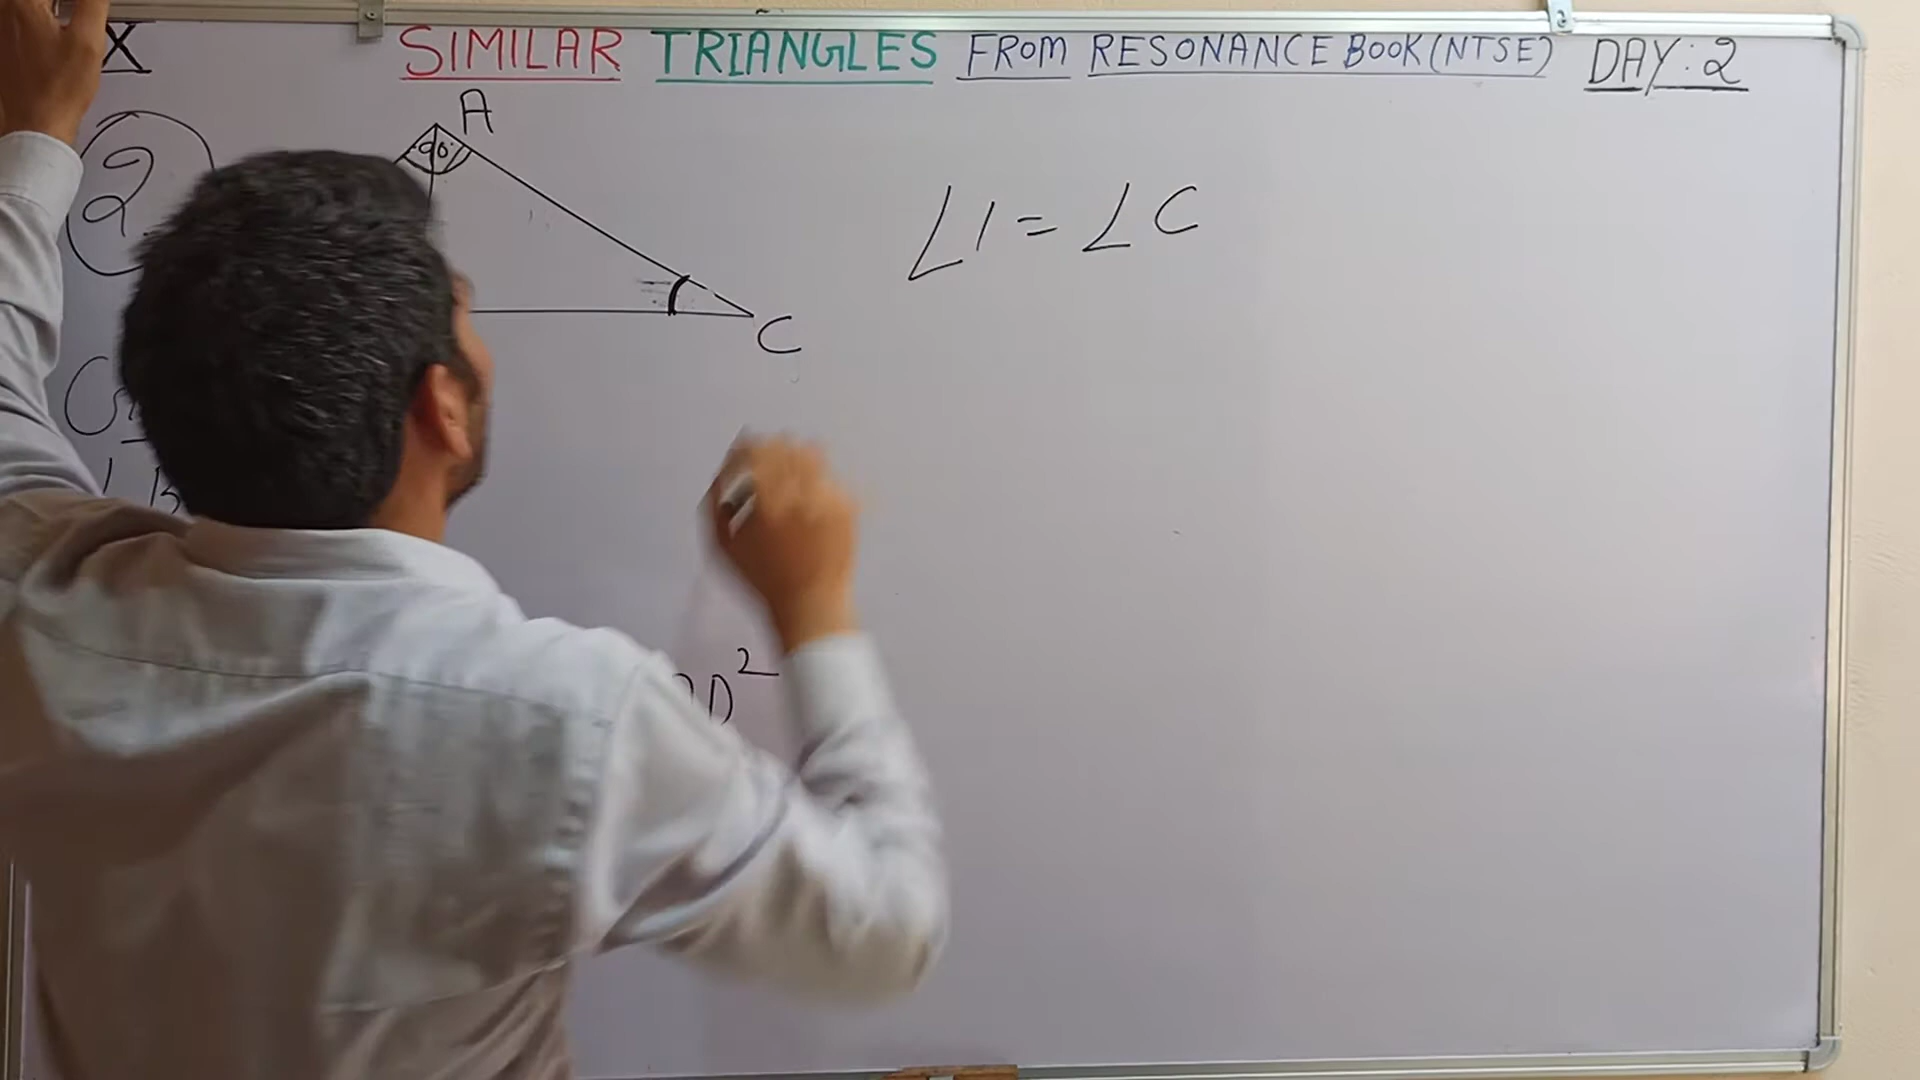 X SIMILAR TRIANGLES FROM RESONANCE BOOK (NTSE) DAY : 2
A
2.
90°
∠1 = ∠C
C
D²